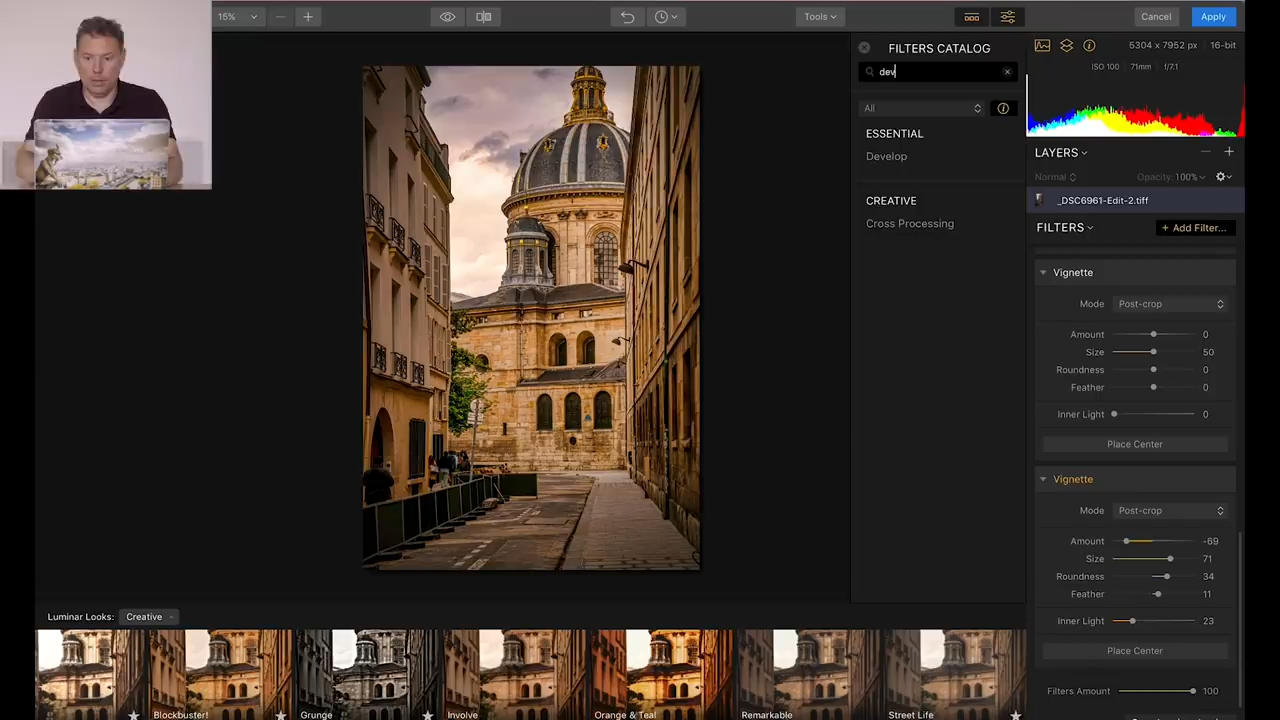 15%
Tools
Cancel
Apply
FILTERS CATALOG
dev
All
ESSENTIAL
Develop
CREATIVE
Cross Processing
5304 x 7952 px 16-bit
ISO 100 71mm f/7.1
LAYERS
Normal Opacity: 100%
_DSC6961-Edit-2.tiff
FILTERS + Add Filter...
Vignette
Mode Post-crop
Amount 0
Size 50
Roundness 0
Feather 0
Inner Light 0
Place Center
Vignette
Mode Post-crop
Amount -69
Size 71
Roundness 34
Feather 11
Inner Light 23
Place Center
Filters Amount 100
Luminar Looks: Creative
Blockbuster!
Grunge
Involve
Orange & Teal
Remarkable
Street Life